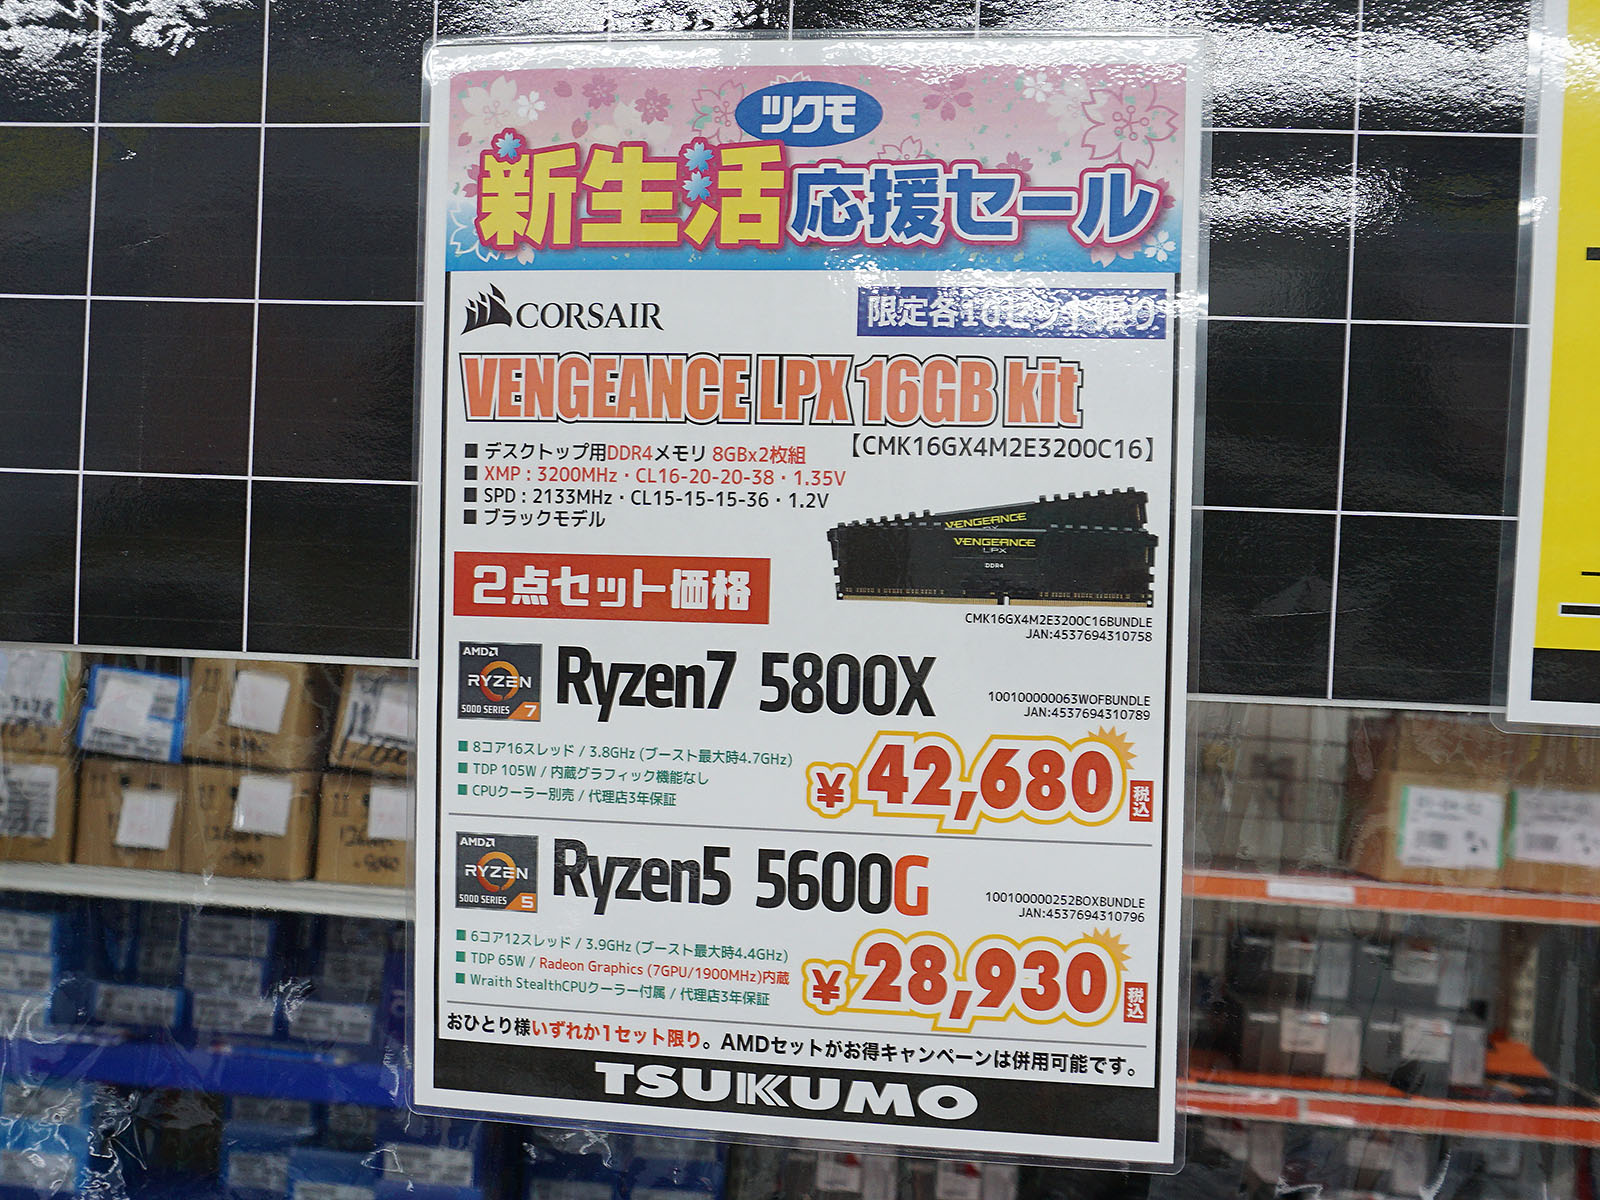 ツクモ
新生活応援セール
CORSAIR
限定各10セット限り
VENGEANCE LPX 16GB kit
【CMK16GX4M2E3200C16】
■ デスクトップ用DDR4メモリ 8GBx2枚組
■ XMP : 3200MHz・CL16-20-20-38・1.35V
■ SPD : 2133MHz・CL15-15-15-36・1.2V
■ ブラックモデル
VENGEANCE
VENGEANCE
LPX
DDR4
2点セット価格
CMK16GX4M2E3200C16BUNDLE
JAN:4537694310758
AMD
RYZEN
5000 SERIES 7
Ryzen7 5800X
100100000063WOFBUNDLE
JAN:4537694310789
■ 8コア16スレッド / 3.8GHz (ブースト最大時4.7GHz)
■ TDP 105W / 内蔵グラフィック機能なし
■ CPUクーラー別売 / 代理店3年保証
¥42,680 税込
AMD
RYZEN
5000 SERIES 5
Ryzen5 5600G
100100000252BOXBUNDLE
JAN:4537694310796
■ 6コア12スレッド / 3.9GHz (ブースト最大時4.4GHz)
■ TDP 65W / Radeon Graphics (7GPU/1900MHz)内蔵
■ Wraith StealthCPUクーラー付属 / 代理店3年保証
¥28,930 税込
おひとり様いずれか1セット限り。AMDセットがお得キャンペーンは併用可能です。
TSUKUMO